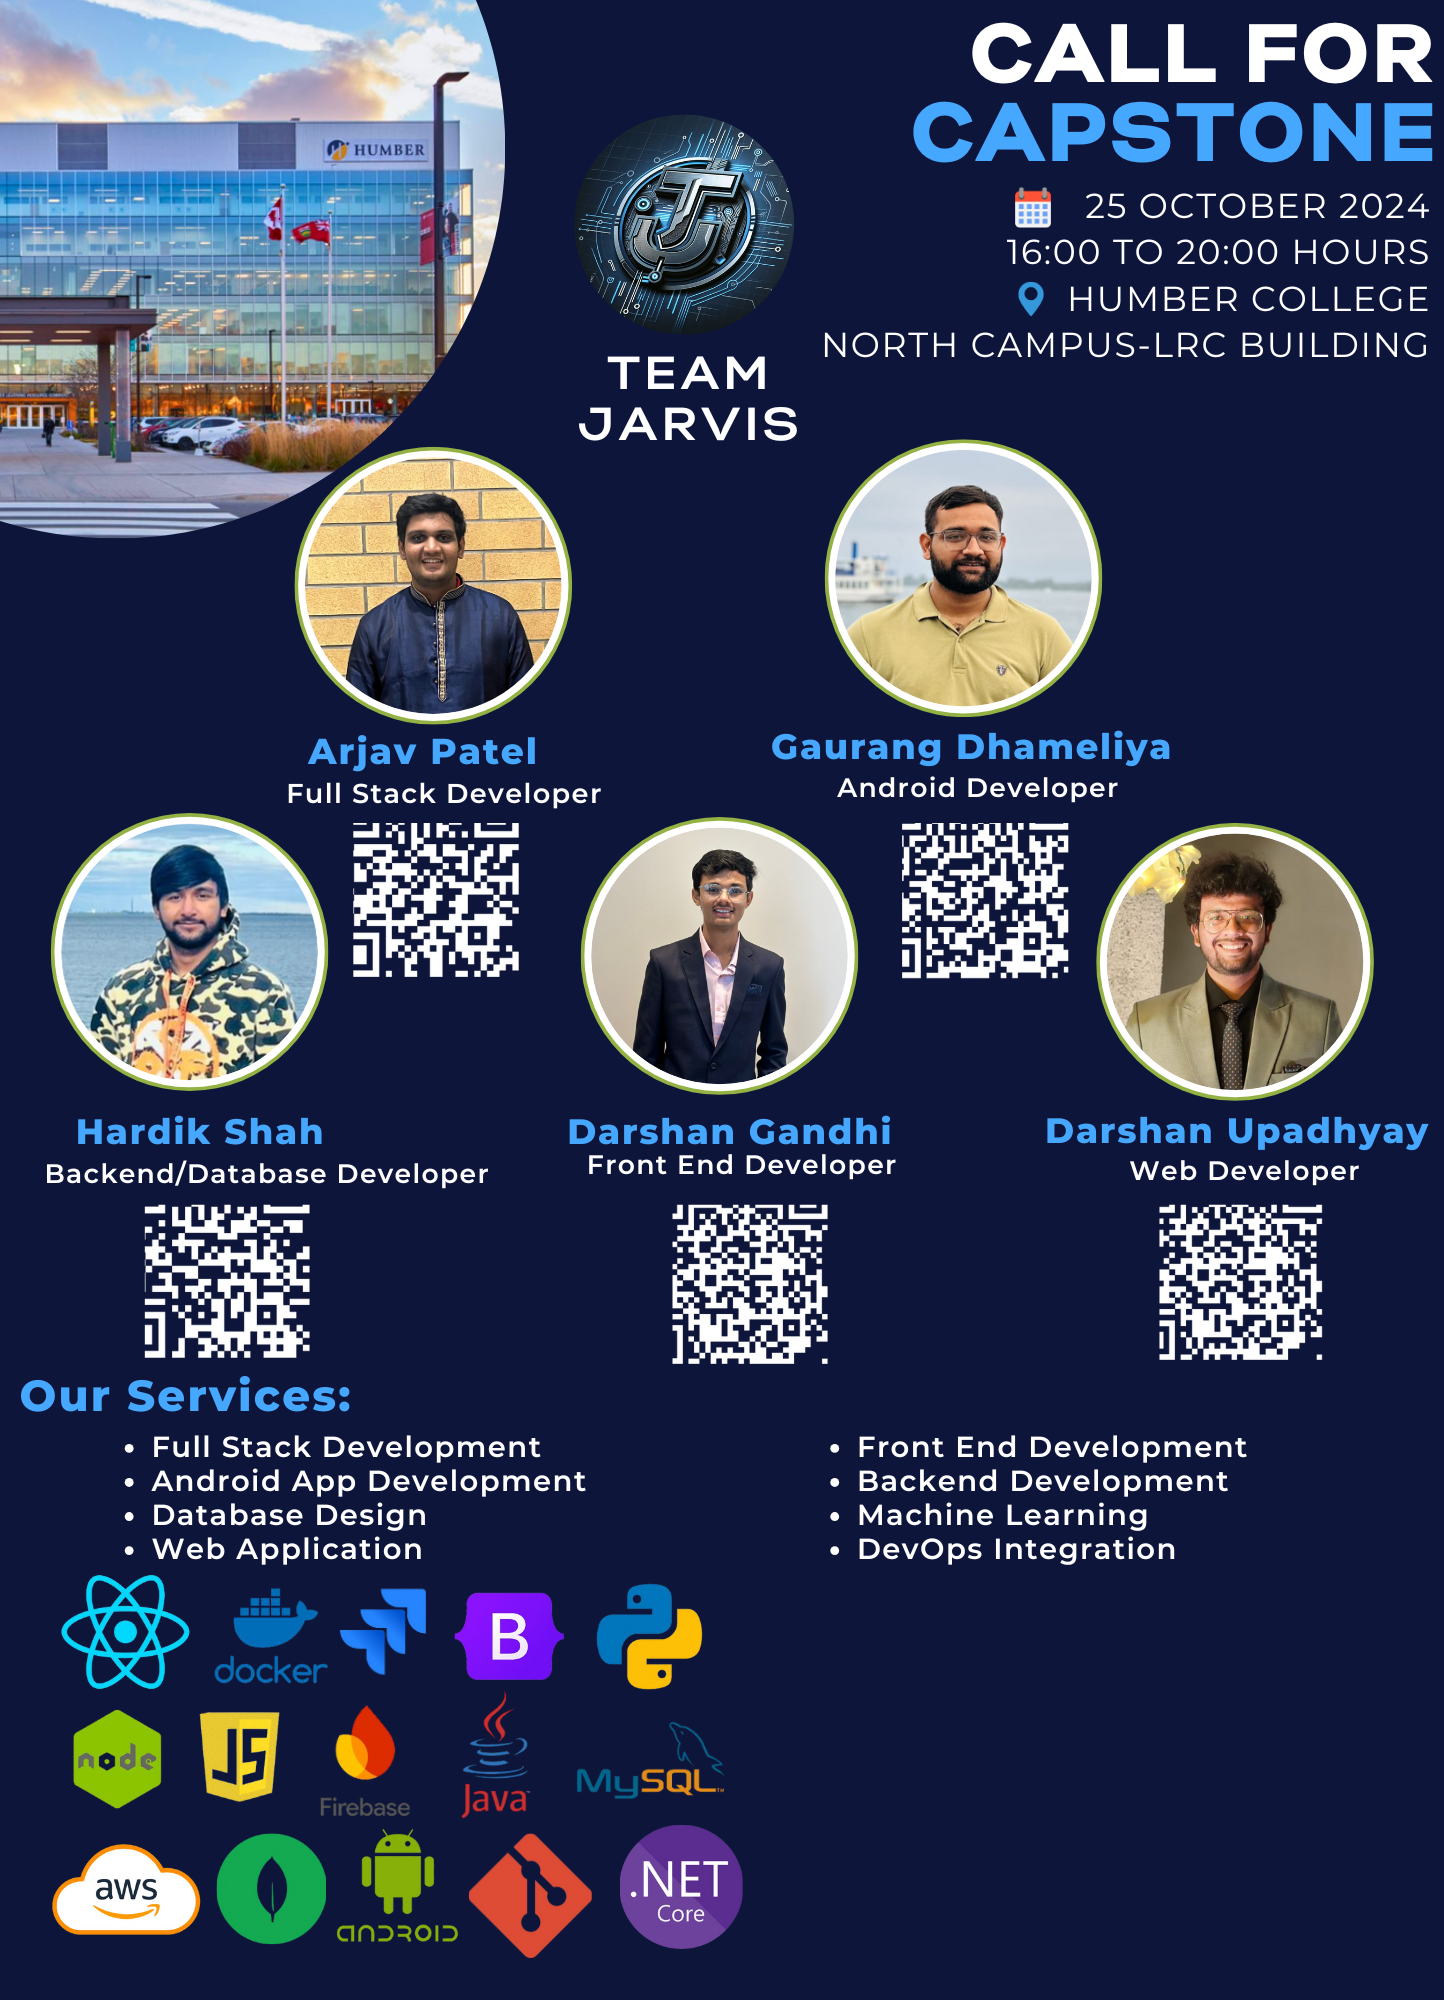 CALL FOR
CAPSTONE
25 OCTOBER 2024
16:00 TO 20:00 HOURS
HUMBER COLLEGE
NORTH CAMPUS-LRC BUILDING
HUMBER
TJ
TEAM
JARVIS
Arjav Patel
Full Stack Developer
Gaurang Dhameliya
Android Developer
Hardik Shah
Backend/Database Developer
Darshan Gandhi
Front End Developer
Darshan Upadhyay
Web Developer
Our Services:
• Full Stack Development
• Android App Development
• Database Design
• Web Application
• Front End Development
• Backend Development
• Machine Learning
• DevOps Integration
docker
B
node
JS
Firebase
Java
MySQL™
aws
ANDROID
.NET
Core